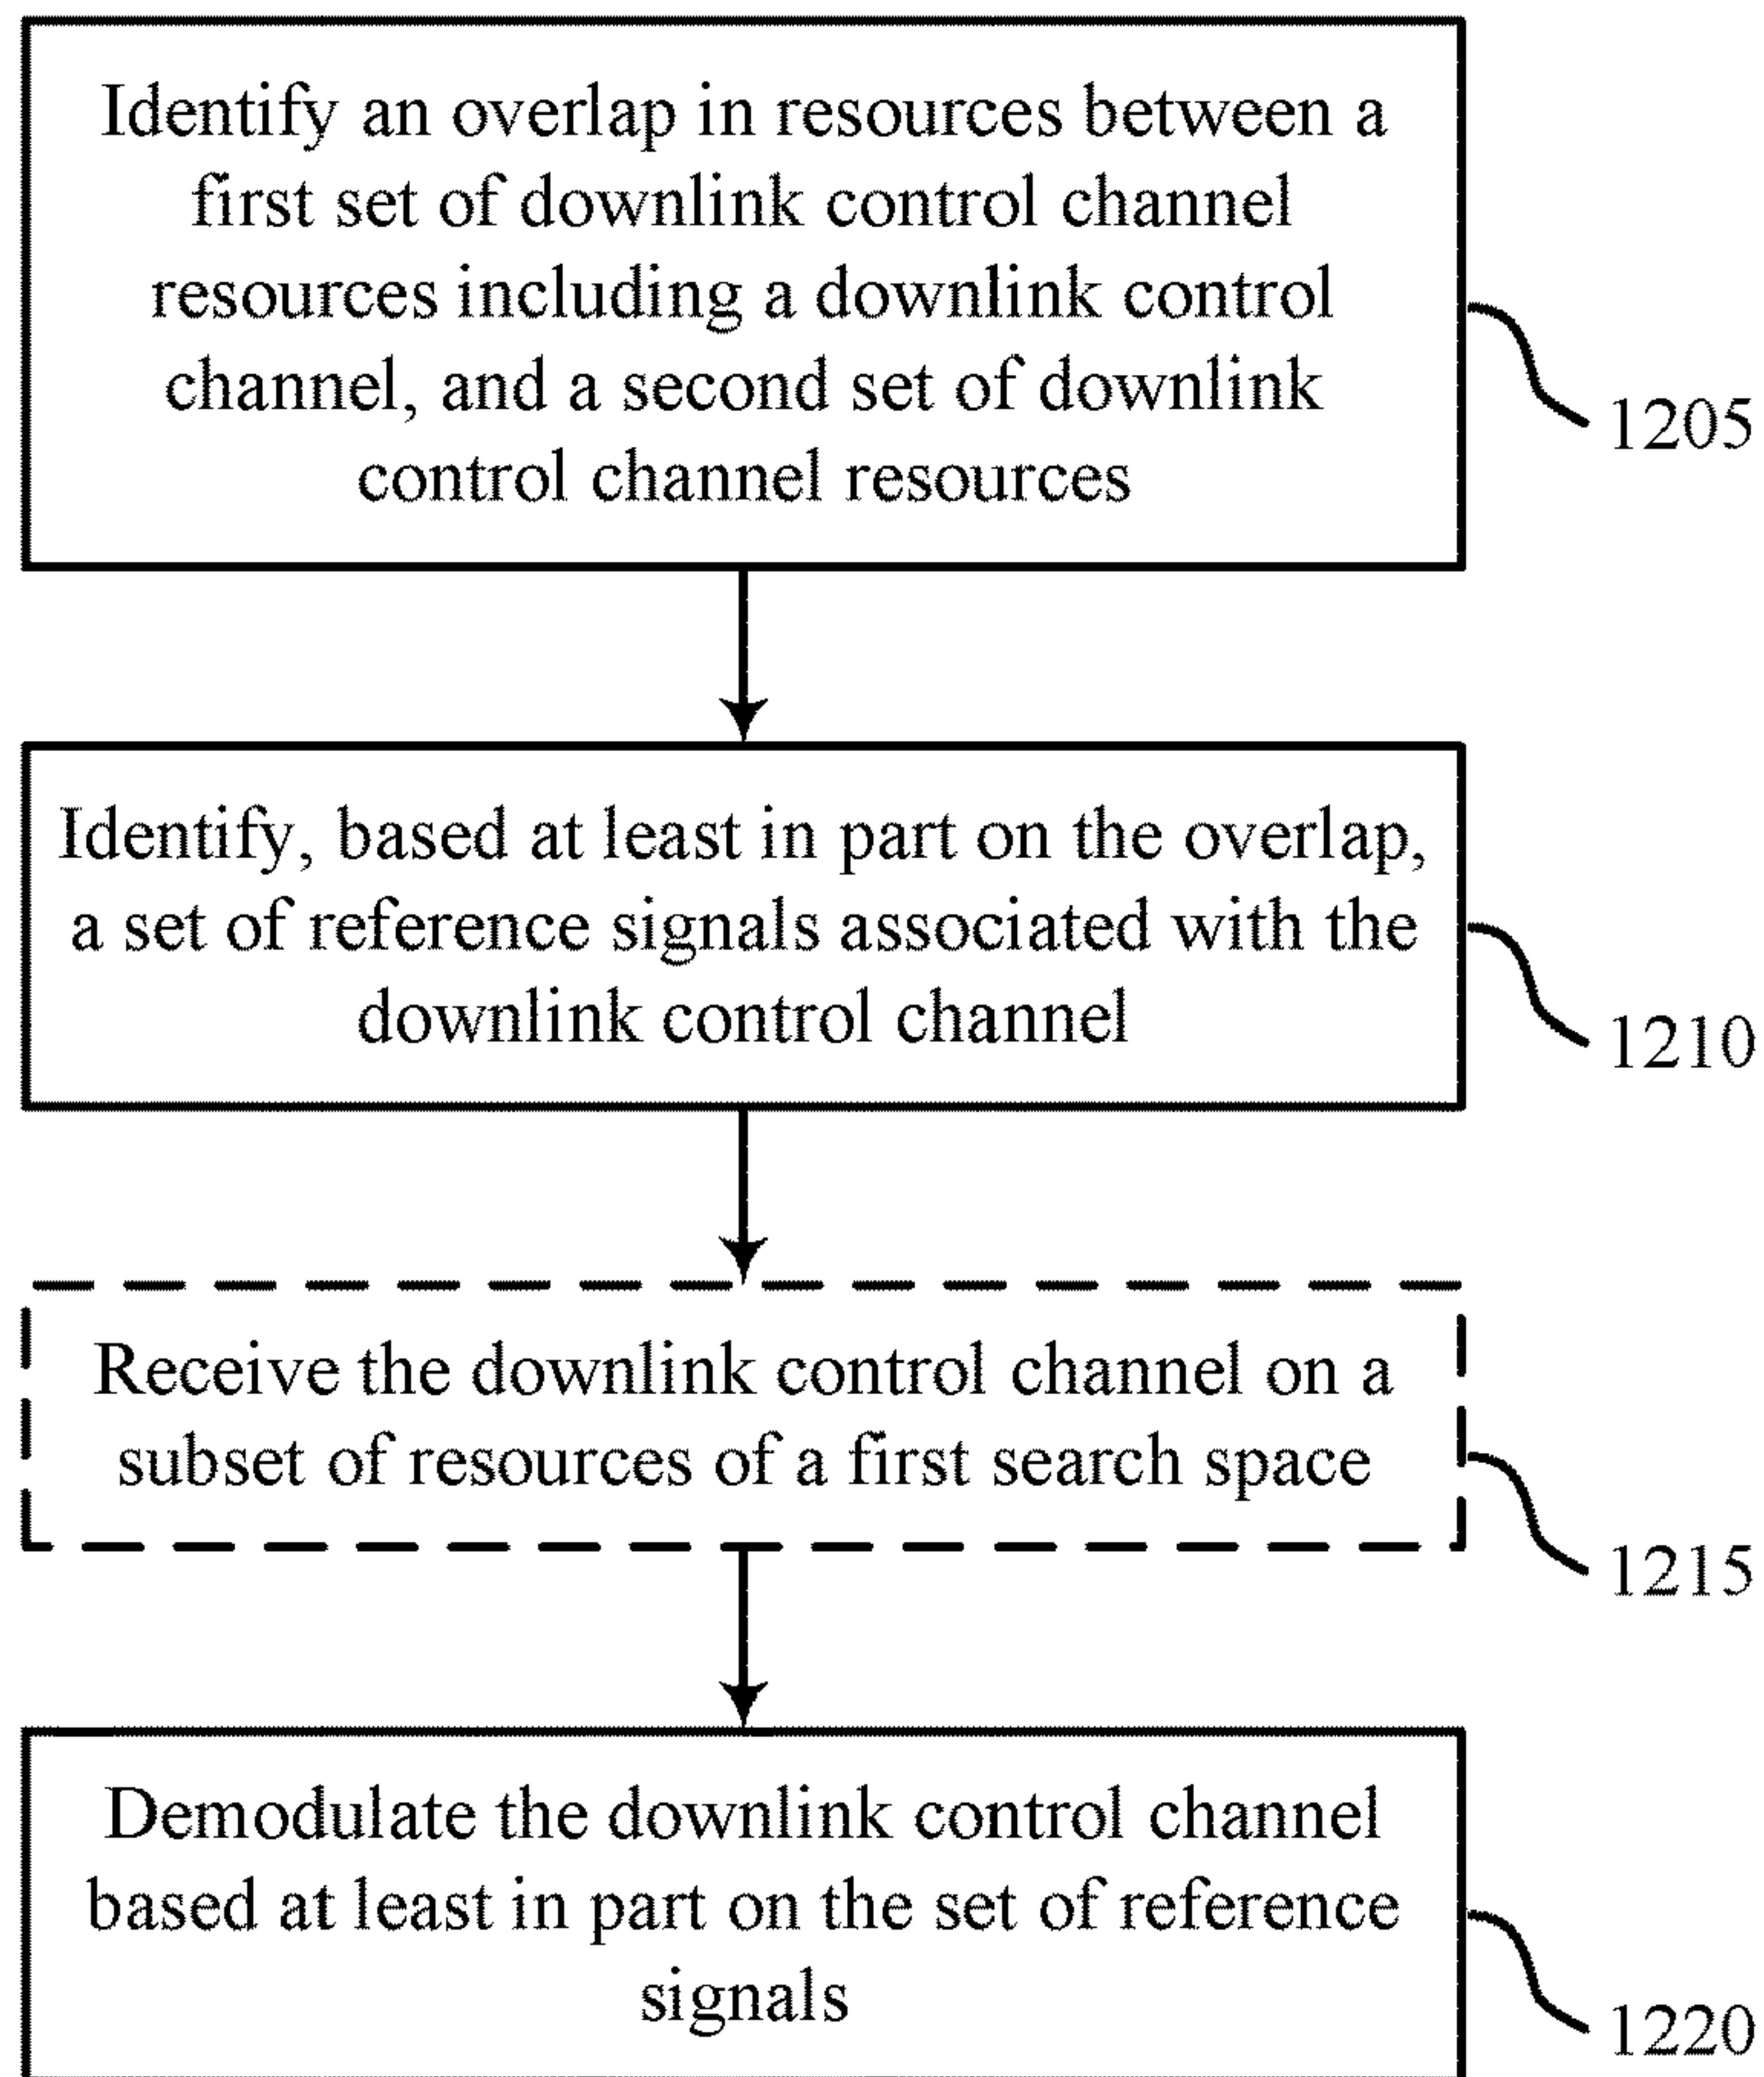 Identify an overlap in resources between a
first set of downlink control channel
resources including a downlink control
channel, and a second set of downlink
control channel resources
1205
Identify, based at least in part on the overlap,
a set of reference signals associated with the
downlink control channel
1210
Receive the downlink control channel on a
subset of resources of a first search space
1215
Demodulate the downlink control channel
based at least in part on the set of reference
signals
1220